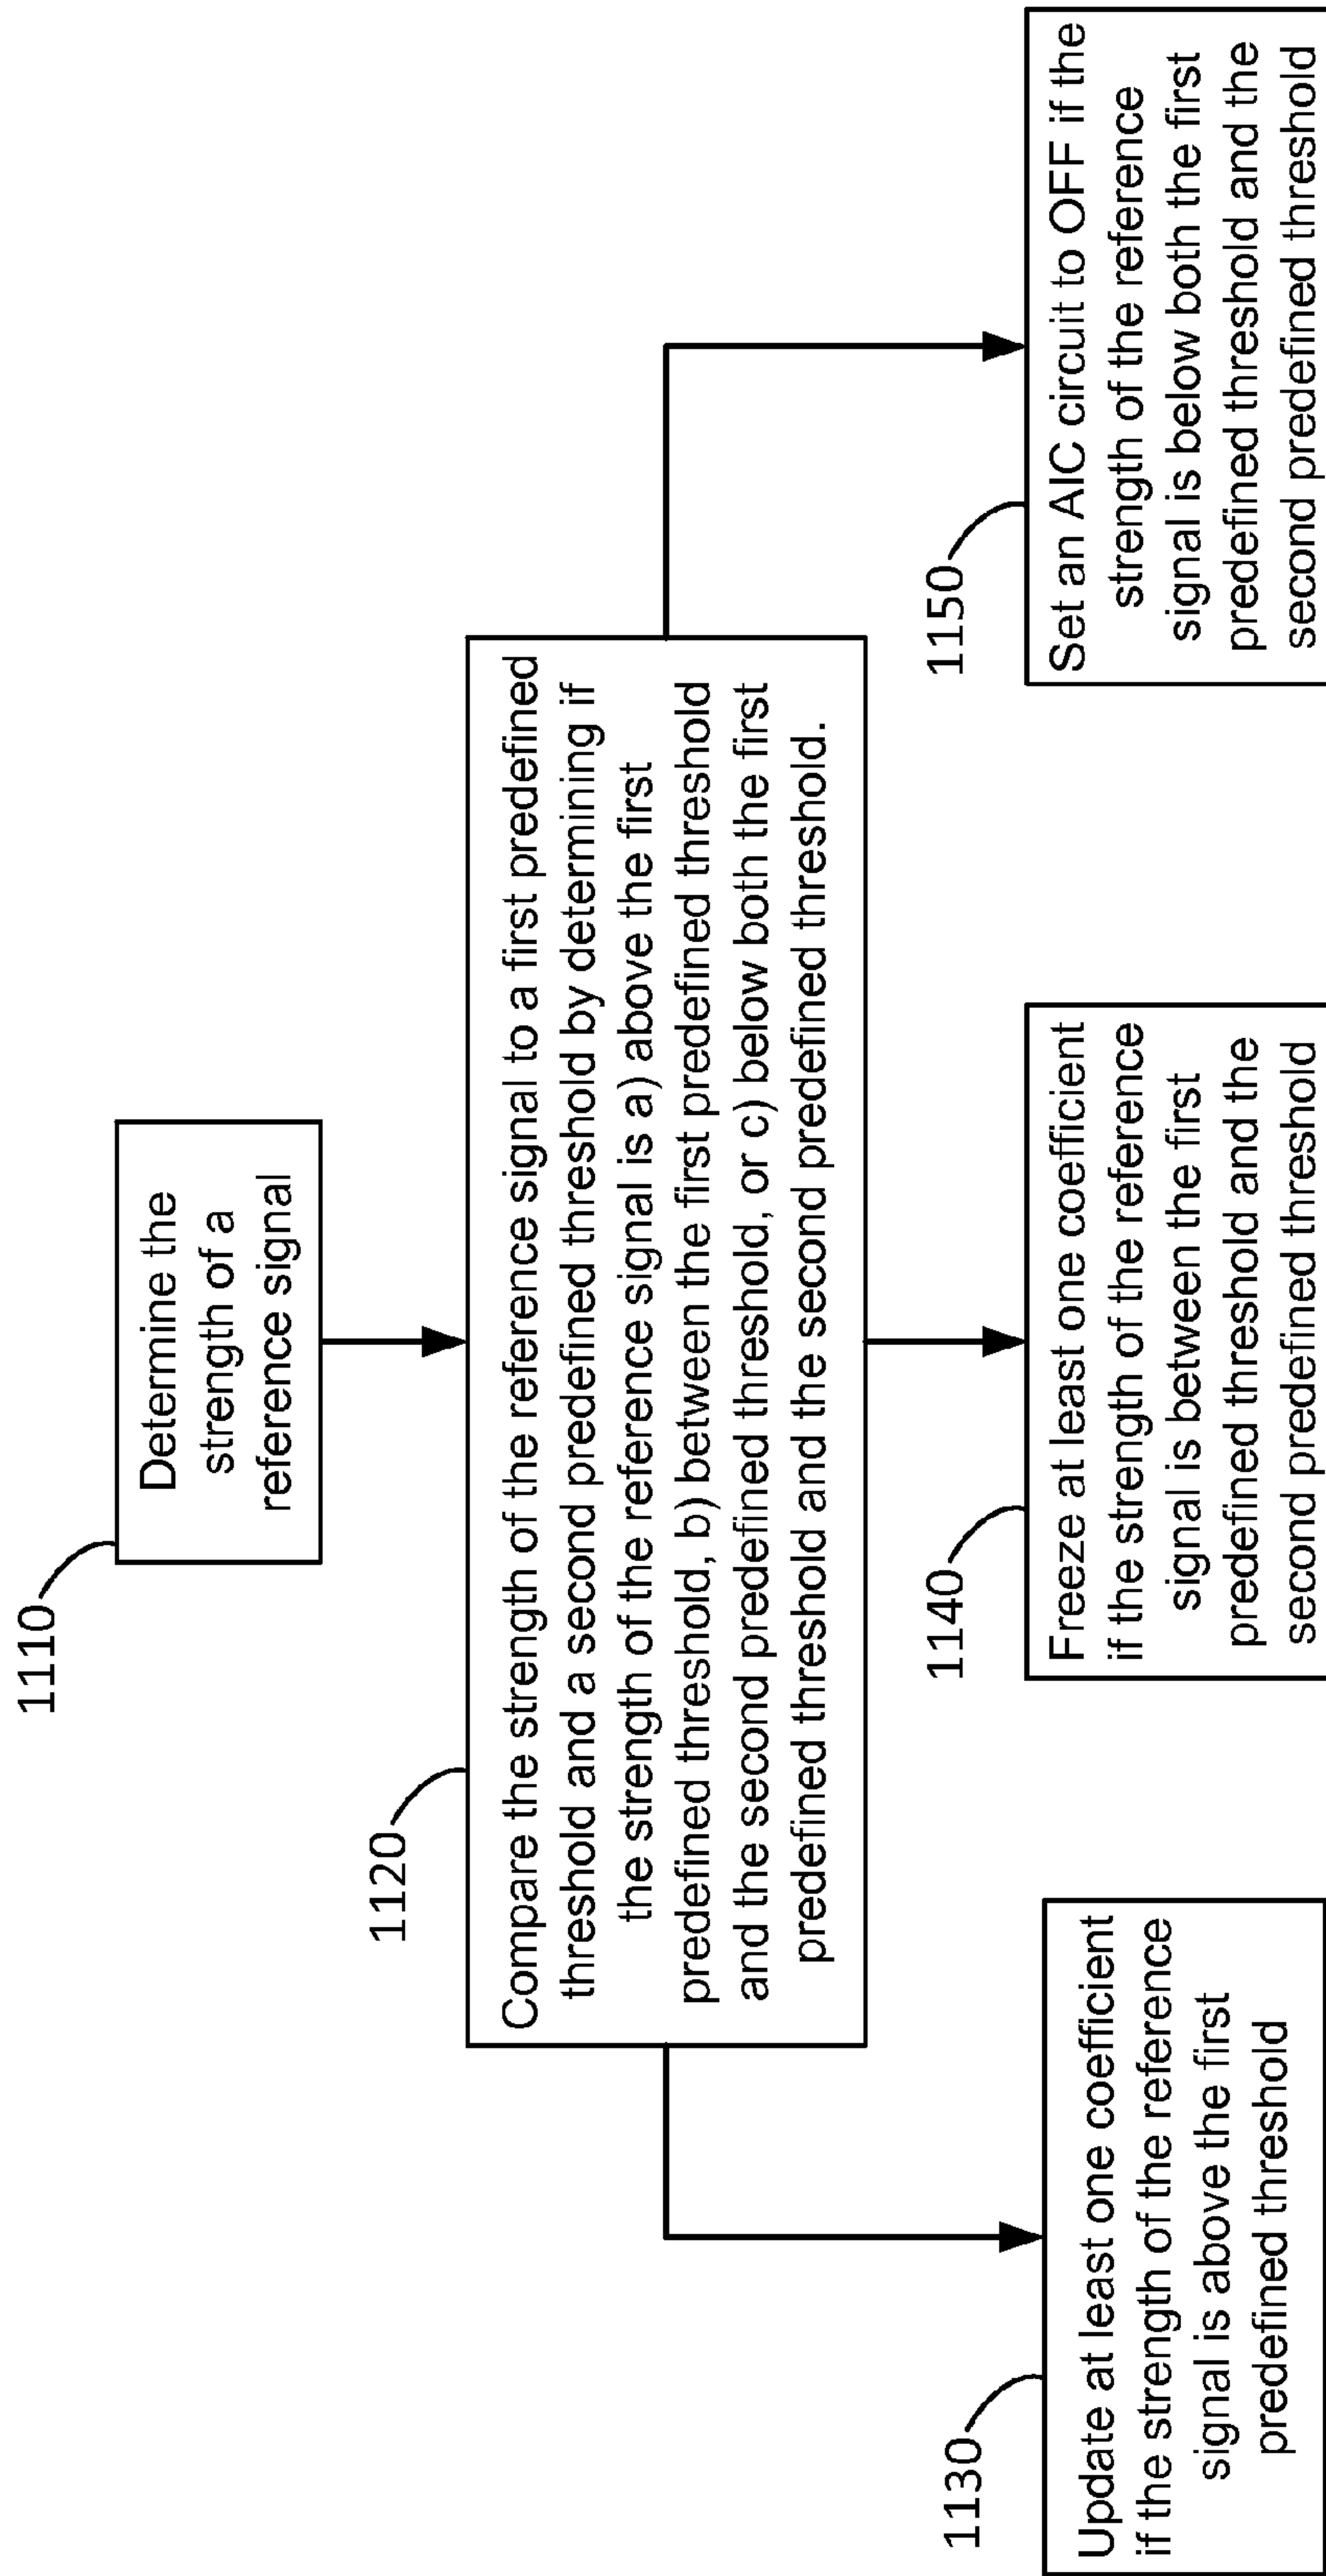 1110
Determine the
strength of a
reference signal
1120
Compare the strength of the reference signal to a first predefined
threshold and a second predefined threshold by determining if
the strength of the reference signal is a) above the first
predefined threshold, b) between the first predefined threshold
and the second predefined threshold, or c) below both the first
predefined threshold and the second predefined threshold.
1130
Update at least one coefficient
if the strength of the reference
signal is above the first
predefined threshold
1140
Freeze at least one coefficient
if the strength of the reference
signal is between the first
predefined threshold and the
second predefined threshold
1150
Set an AIC circuit to OFF if the
strength of the reference
signal is below both the first
predefined threshold and the
second predefined threshold